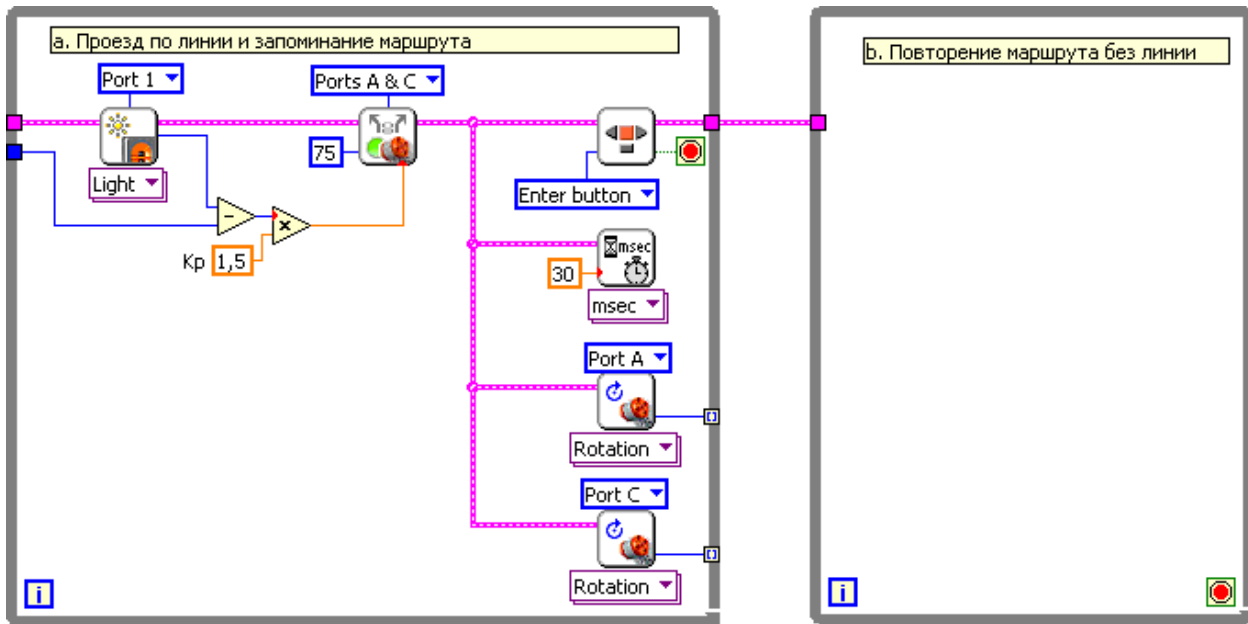 a. Проезд по линии и запоминание маршрута
Port 1
Ports A & C
75
Light
Enter button
-
x
Kp 1,5
msec
30
msec
Port A
Rotation
Port C
Rotation
i
b. Повторение маршрута без линии
i